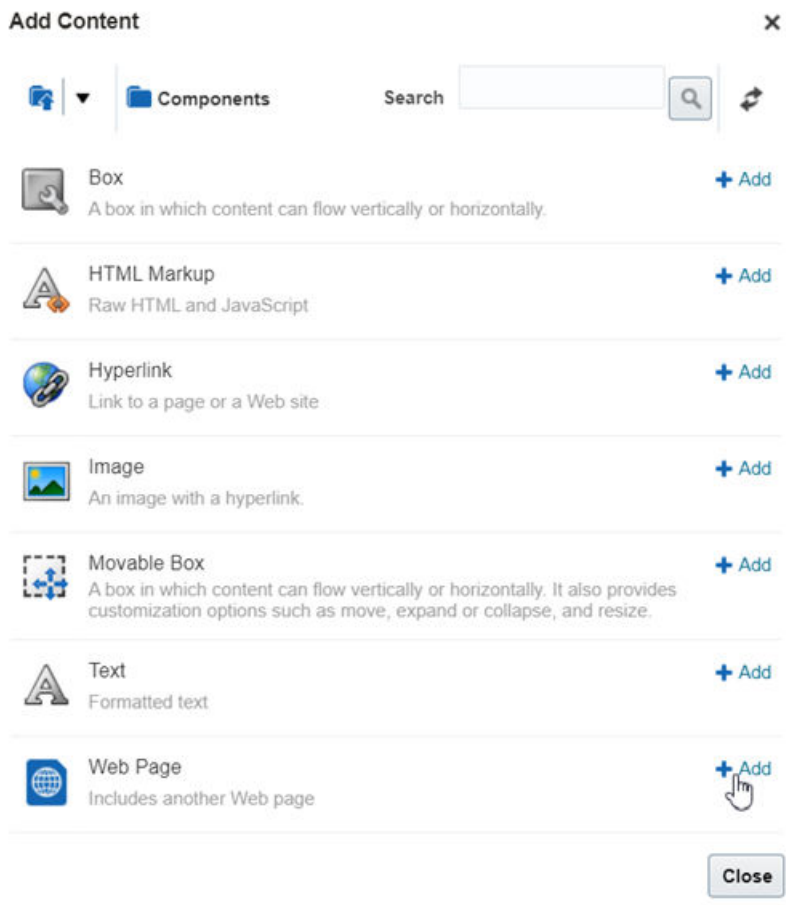 Add Content
Components Search
Box
+ Add
A box in which content can flow vertically or horizontally.
HTML Markup
+ Add
Raw HTML and JavaScript
Hyperlink
+ Add
Link to a page or a Web site
Image
+ Add
An image with a hyperlink.
Movable Box
+ Add
A box in which content can flow vertically or horizontally. It also provides
customization options such as move, expand or collapse, and resize.
Text
+ Add
Formatted text
Web Page
+ Add
Includes another Web page
Close